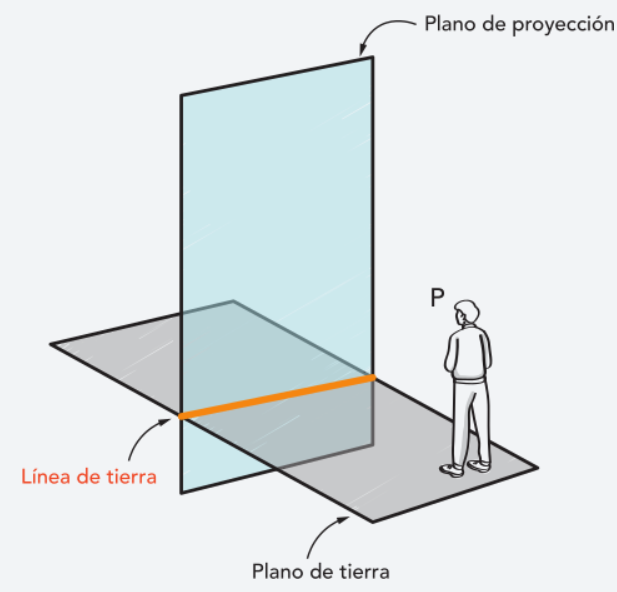 Plano de proyección
P
Línea de tierra
Plano de tierra